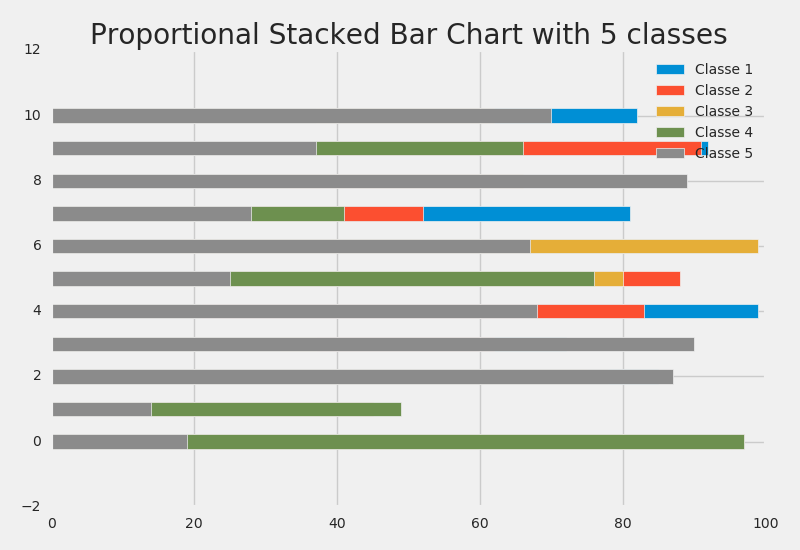 Proportional Stacked Bar Chart with 5 classes
12
Classe 1
Classe 2
Classe 3
10
Classe 4
Classe 5
8
6
4
2
0
−2
0 20 40 60 80 100